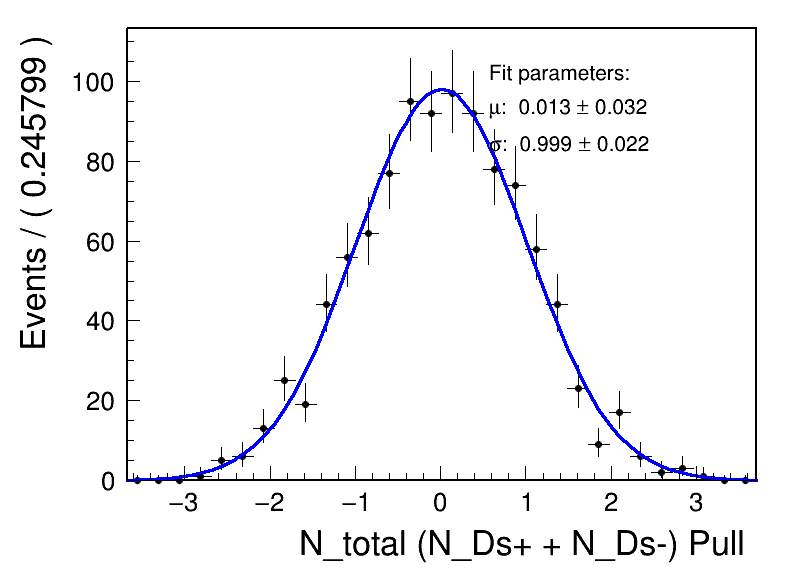 Events / ( 0.245799 )
100
80
60
40
20
0
Fit parameters:
μ: 0.013 ± 0.032
σ: 0.999 ± 0.022
−3 −2 −1 0 1 2 3
N_total (N_Ds+ + N_Ds-) Pull